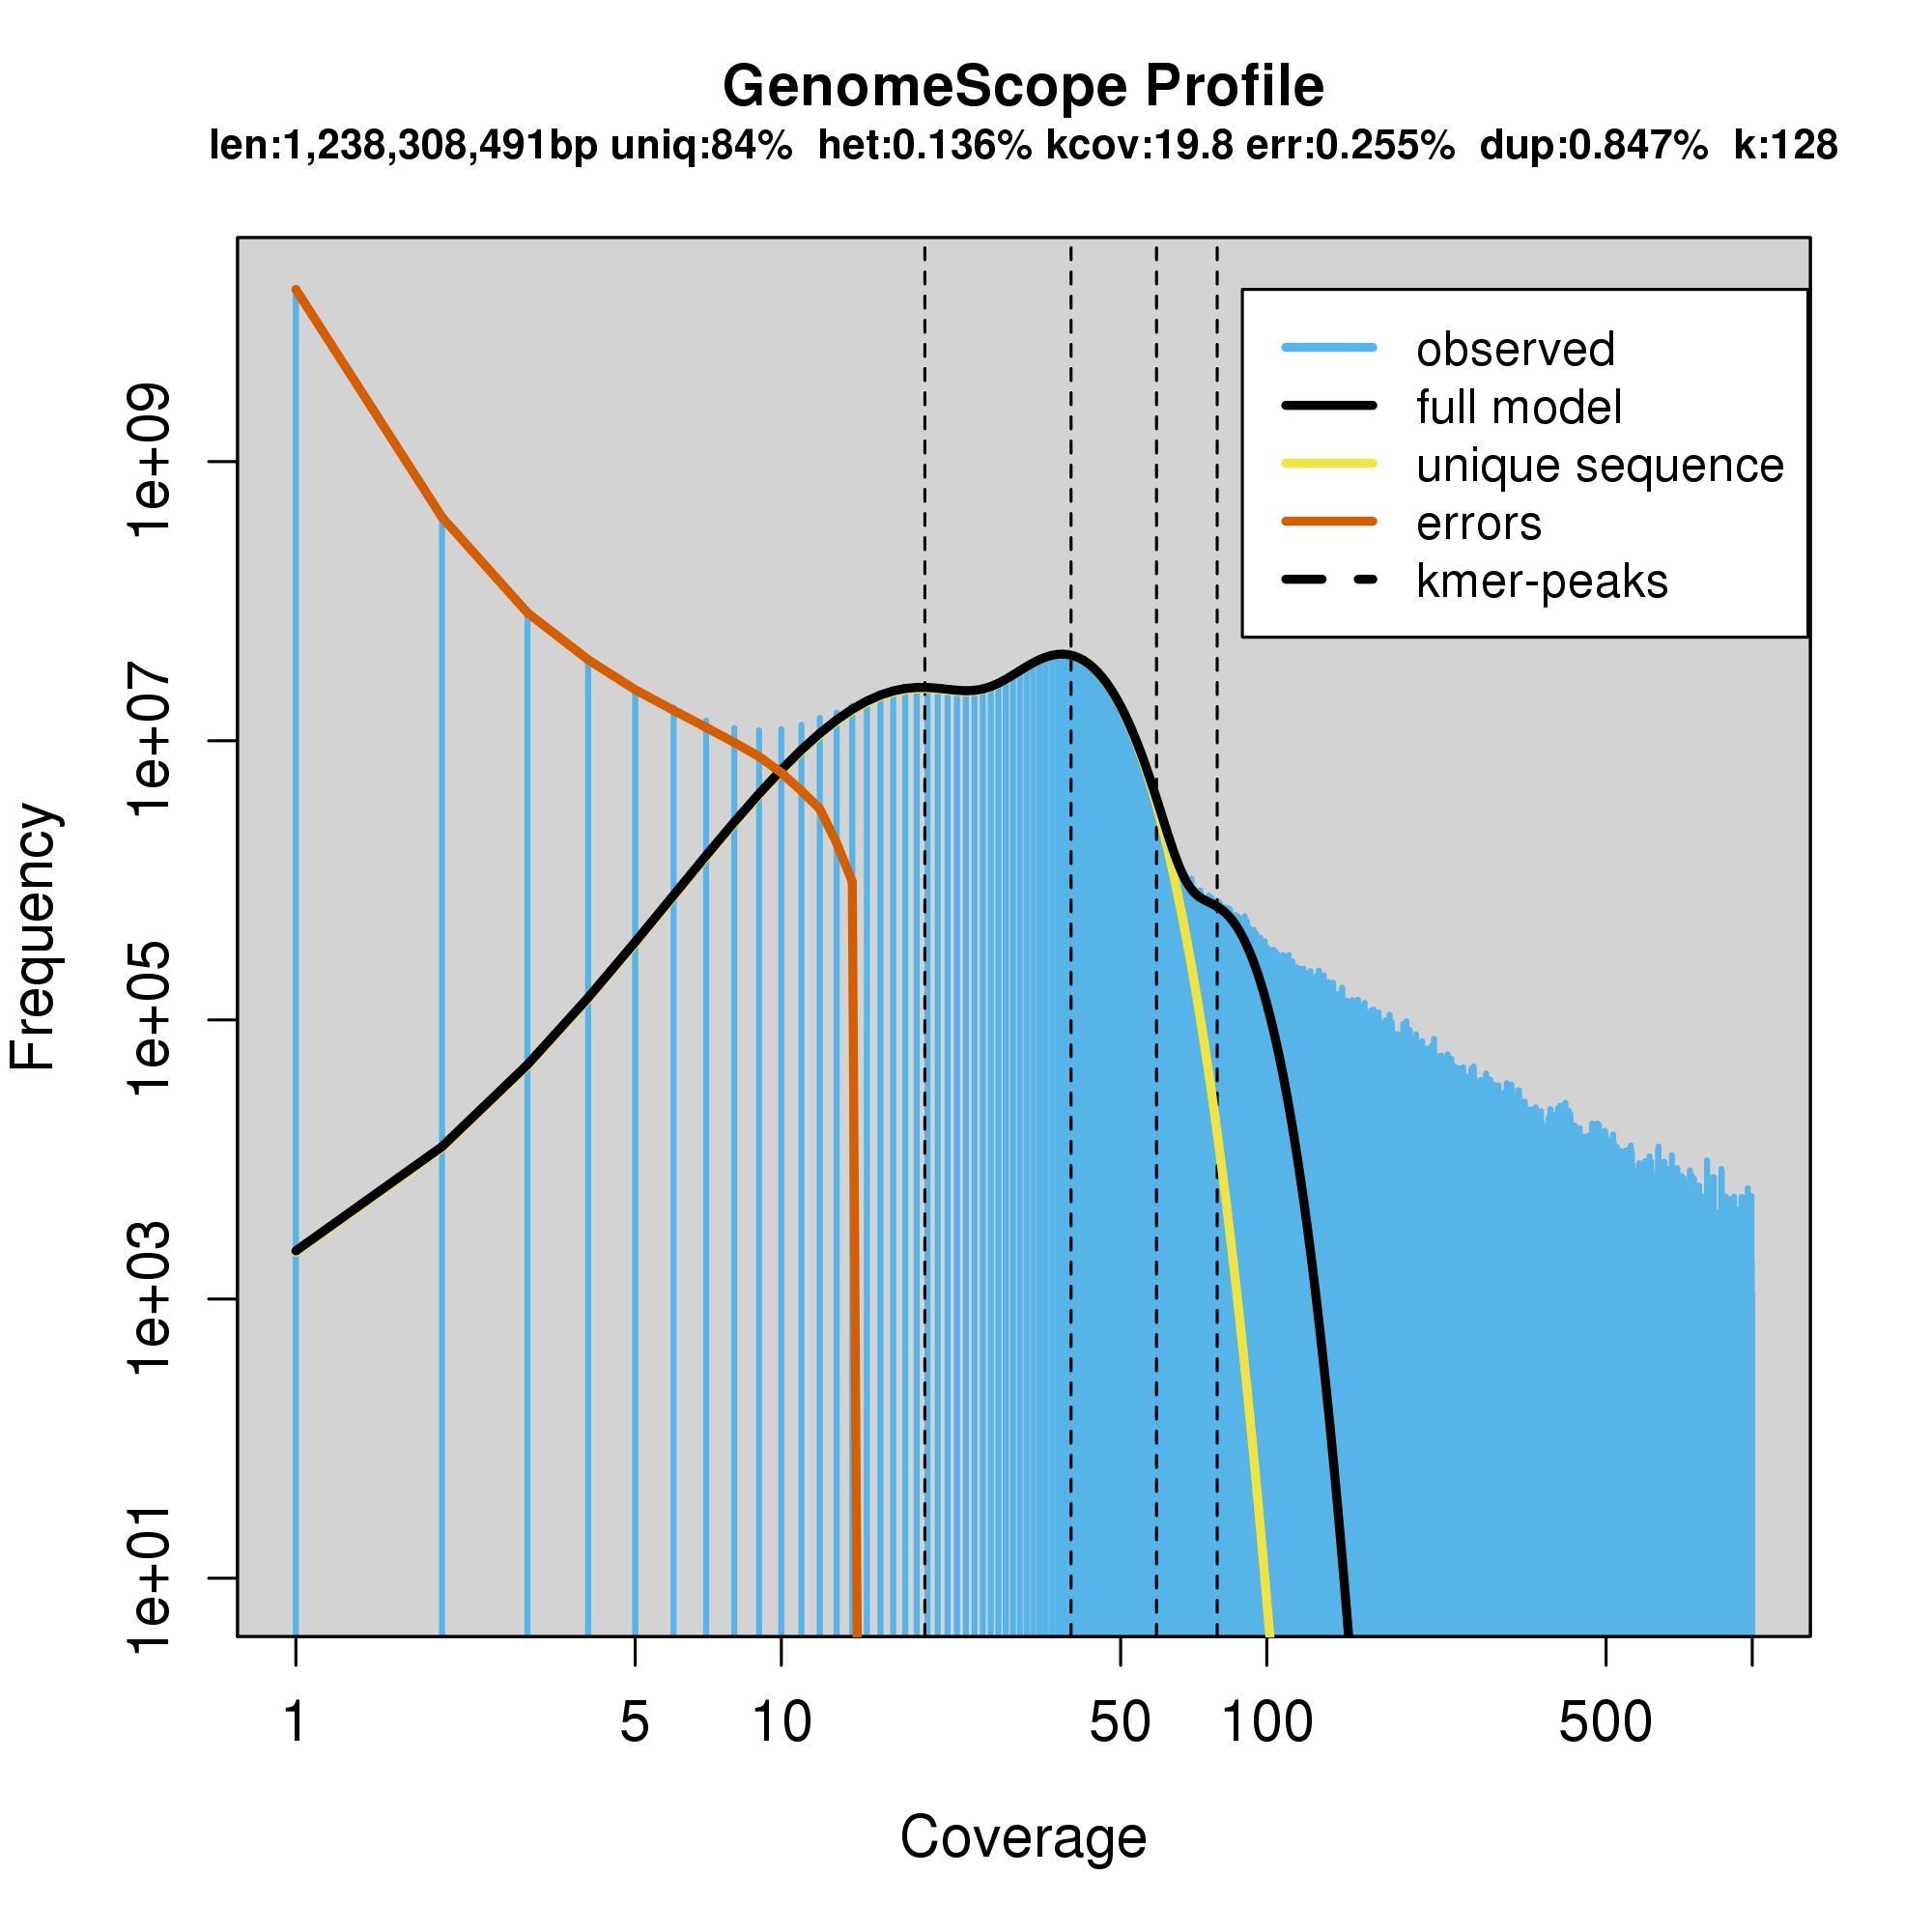 GenomeScope Profile
len:1,238,308,491bp uniq:84% het:0.136% kcov:19.8 err:0.255% dup:0.847% k:128
observed
full model
unique sequence
errors
kmer-peaks
Frequency
1e+09
1e+07
1e+05
1e+03
1e+01
1 5 10 50 100 500
Coverage